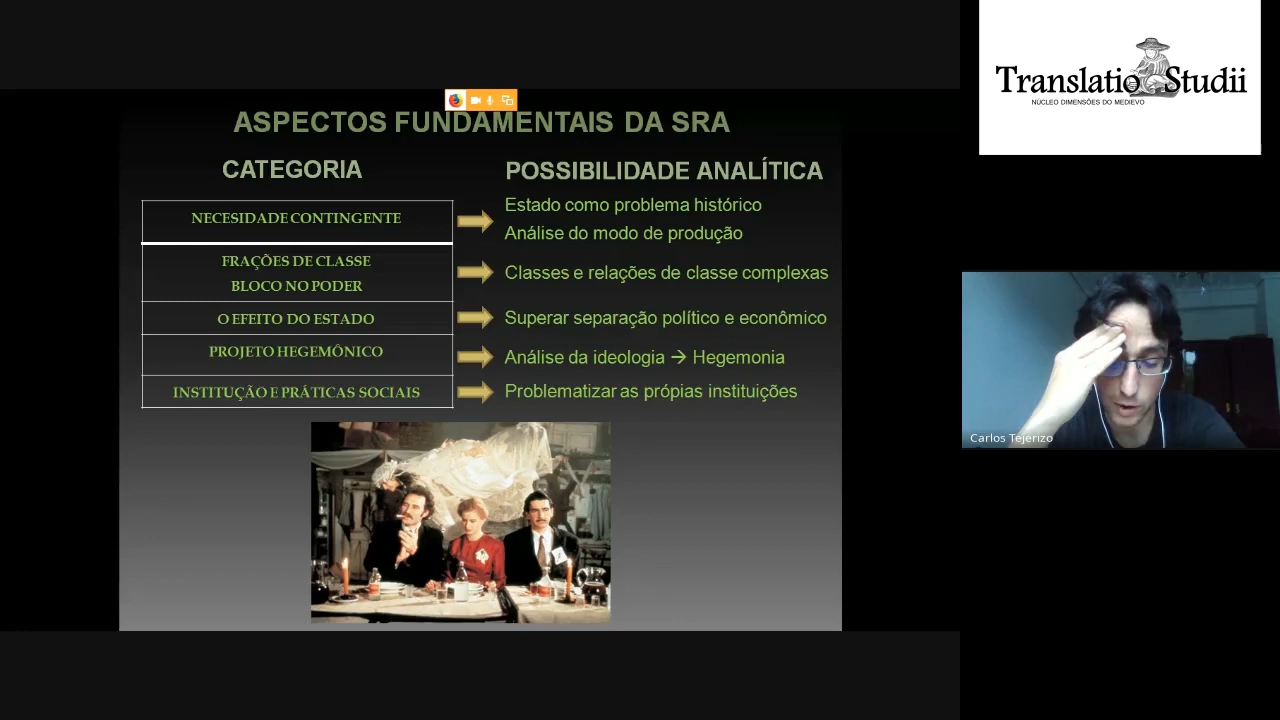 ASPECTOS FUNDAMENTAIS DA SRA
CATEGORIA
POSSIBILIDADE ANALÍTICA
NECESIDADE CONTINGENTE
Estado como problema histórico
Análise do modo de produção
FRAÇÕES DE CLASSE
BLOCO NO PODER
Classes e relações de classe complexas
O EFEITO DO ESTADO
Superar separação político e econômico
PROJETO HEGEMÔNICO
Análise da ideologia → Hegemonia
INSTITUÇÃO E PRÁTICAS SOCIAIS
Problematizar as própias instituições
Translatio Studii
NÚCLEO DIMENSÕES DO MEDIEVO
Carlos Tejerizo